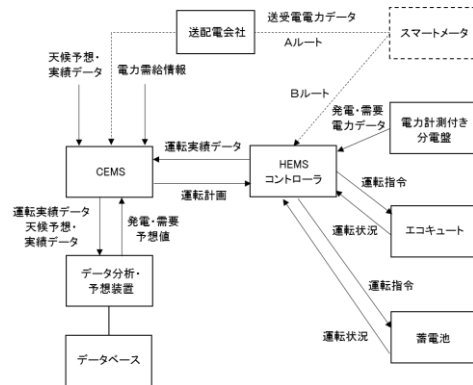 送配電会社
送受電電力データ
Aルート
スマートメータ
天候予想・
実績データ
電力需給情報
Bルート
発電・需要
電力データ
電力計測付き
分電盤
CEMS
運転実績データ
運転計画
HEMS
コントローラ
運転指令
運転状況
エコキュート
運転実績データ
天候予想・
実績データ
発電・需要
予想値
データ分析・
予想装置
運転指令
運転状況
蓄電池
データベース